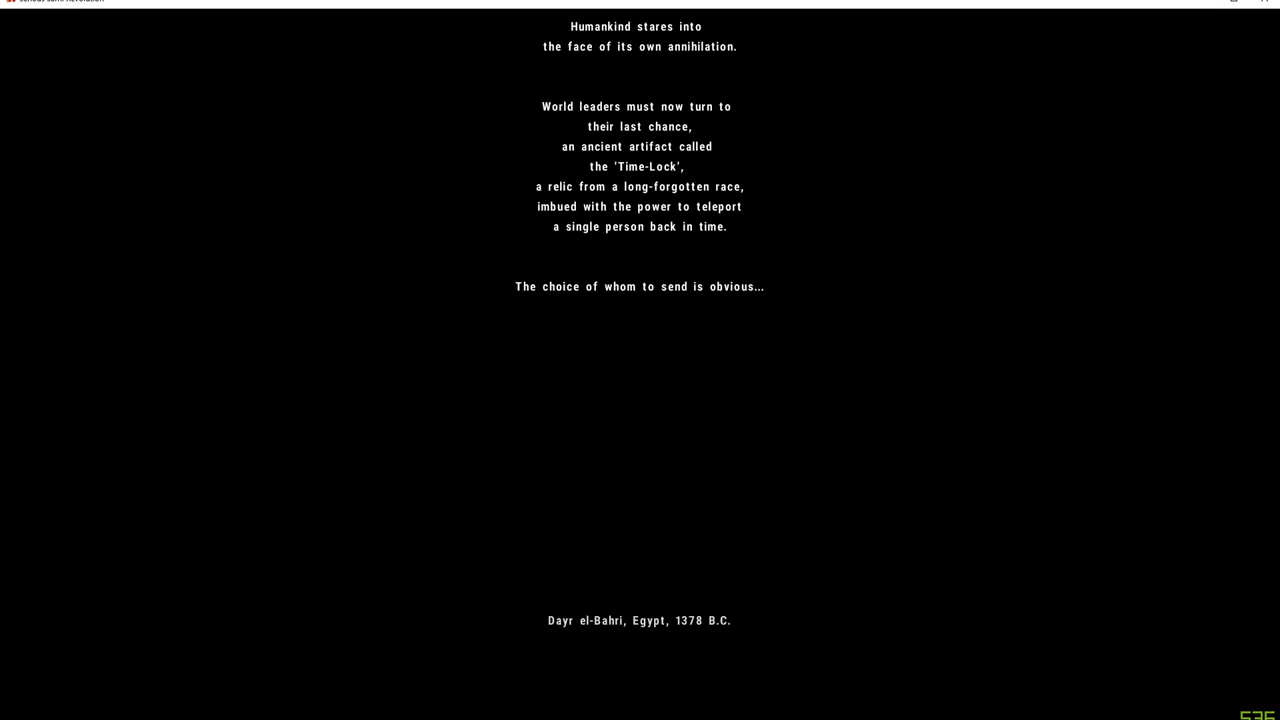 Humankind stares into
the face of its own annihilation.
World leaders must now turn to
their last chance,
an ancient artifact called
the 'Time-Lock',
a relic from a long-forgotten race,
imbued with the power to teleport
a single person back in time.
The choice of whom to send is obvious...
Dayr el-Bahri, Egypt, 1378 B.C.